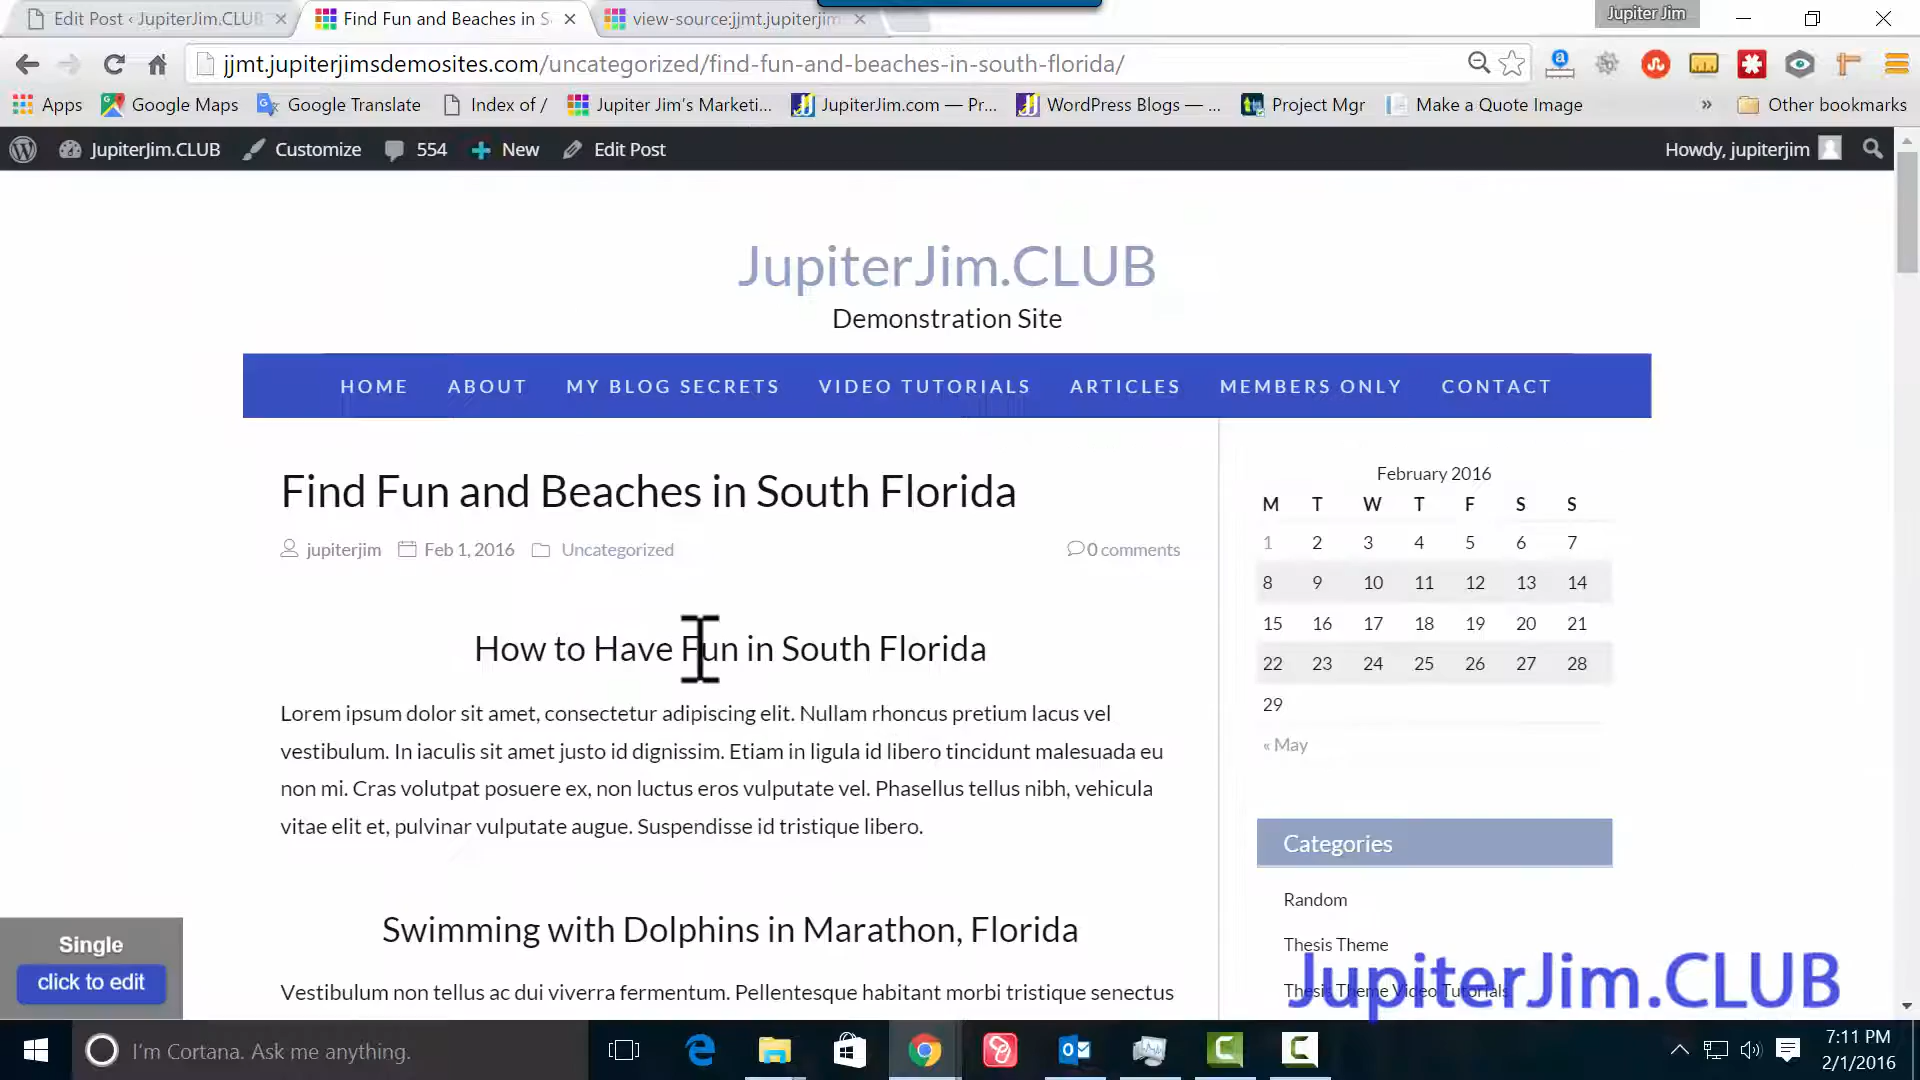 Edit Post ‹ JupiterJim.CLUB
Find Fun and Beaches in S
view-source:jjmt.jupiterjim
Jupiter Jim
jjmt.jupiterjimsdemosites.com/uncategorized/find-fun-and-beaches-in-south-florida/
Apps
Google Maps
Google Translate
Index of /
Jupiter Jim's Marketi...
JupiterJim.com — Pr...
WordPress Blogs — ...
Project Mgr
Make a Quote Image
»
Other bookmarks
JupiterJim.CLUB
Customize
554
New
Edit Post
Howdy, jupiterjim
JupiterJim.CLUB
Demonstration Site
HOME ABOUT MY BLOG SECRETS VIDEO TUTORIALS ARTICLES MEMBERS ONLY CONTACT
Find Fun and Beaches in South Florida
jupiterjim Feb 1, 2016 Uncategorized 0 comments
How to Have Fun in South Florida
Lorem ipsum dolor sit amet, consectetur adipiscing elit. Nullam rhoncus pretium lacus vel
vestibulum. In iaculis sit amet justo id dignissim. Etiam in ligula id libero tincidunt malesuada eu
non mi. Cras volutpat posuere ex, non luctus eros vulputate vel. Phasellus tellus nibh, vehicula
vitae elit et, pulvinar vulputate augue. Suspendisse id tristique libero.
Swimming with Dolphins in Marathon, Florida
Vestibulum non tellus ac dui viverra fermentum. Pellentesque habitant morbi tristique senectus
February 2016
M T W T F S S
1 2 3 4 5 6 7
8 9 10 11 12 13 14
15 16 17 18 19 20 21
22 23 24 25 26 27 28
29
« May
Categories
Random
Thesis Theme
Thesis Theme Video Tutorials
JupiterJim.CLUB
Single
click to edit
I'm Cortana. Ask me anything.
7:11 PM
2/1/2016